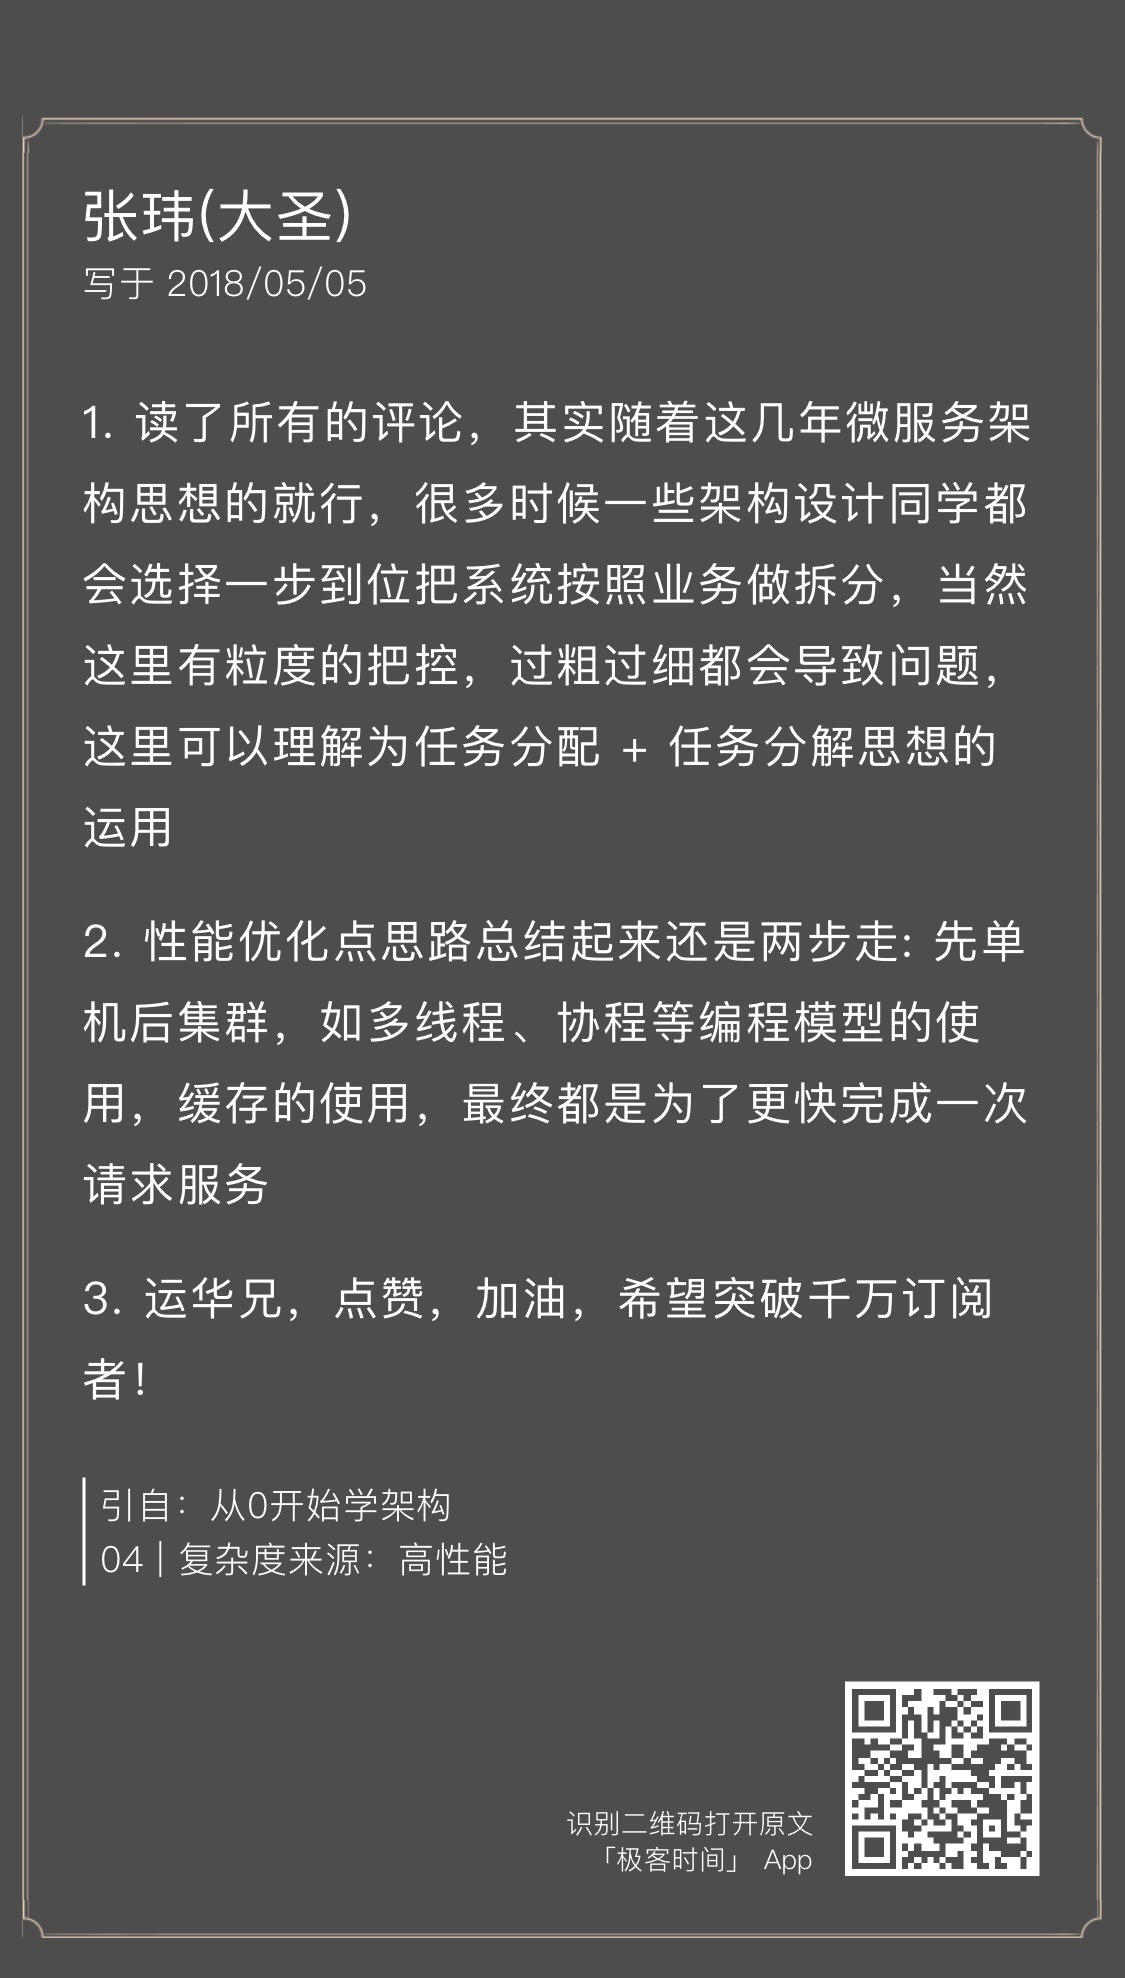 张玮(大圣)
写于 2018/05/05
1. 读了所有的评论，其实随着这几年微服务架
构思想的就行，很多时候一些架构设计同学都
会选择一步到位把系统按照业务做拆分，当然
这里有粒度的把控，过粗过细都会导致问题，
这里可以理解为任务分配 + 任务分解思想的
运用
2. 性能优化点思路总结起来还是两步走: 先单
机后集群，如多线程、协程等编程模型的使
用，缓存的使用，最终都是为了更快完成一次
请求服务
3. 运华兄，点赞，加油，希望突破千万订阅
者！
引自：从0开始学架构
04 | 复杂度来源：高性能
识别二维码打开原文
「极客时间」 App